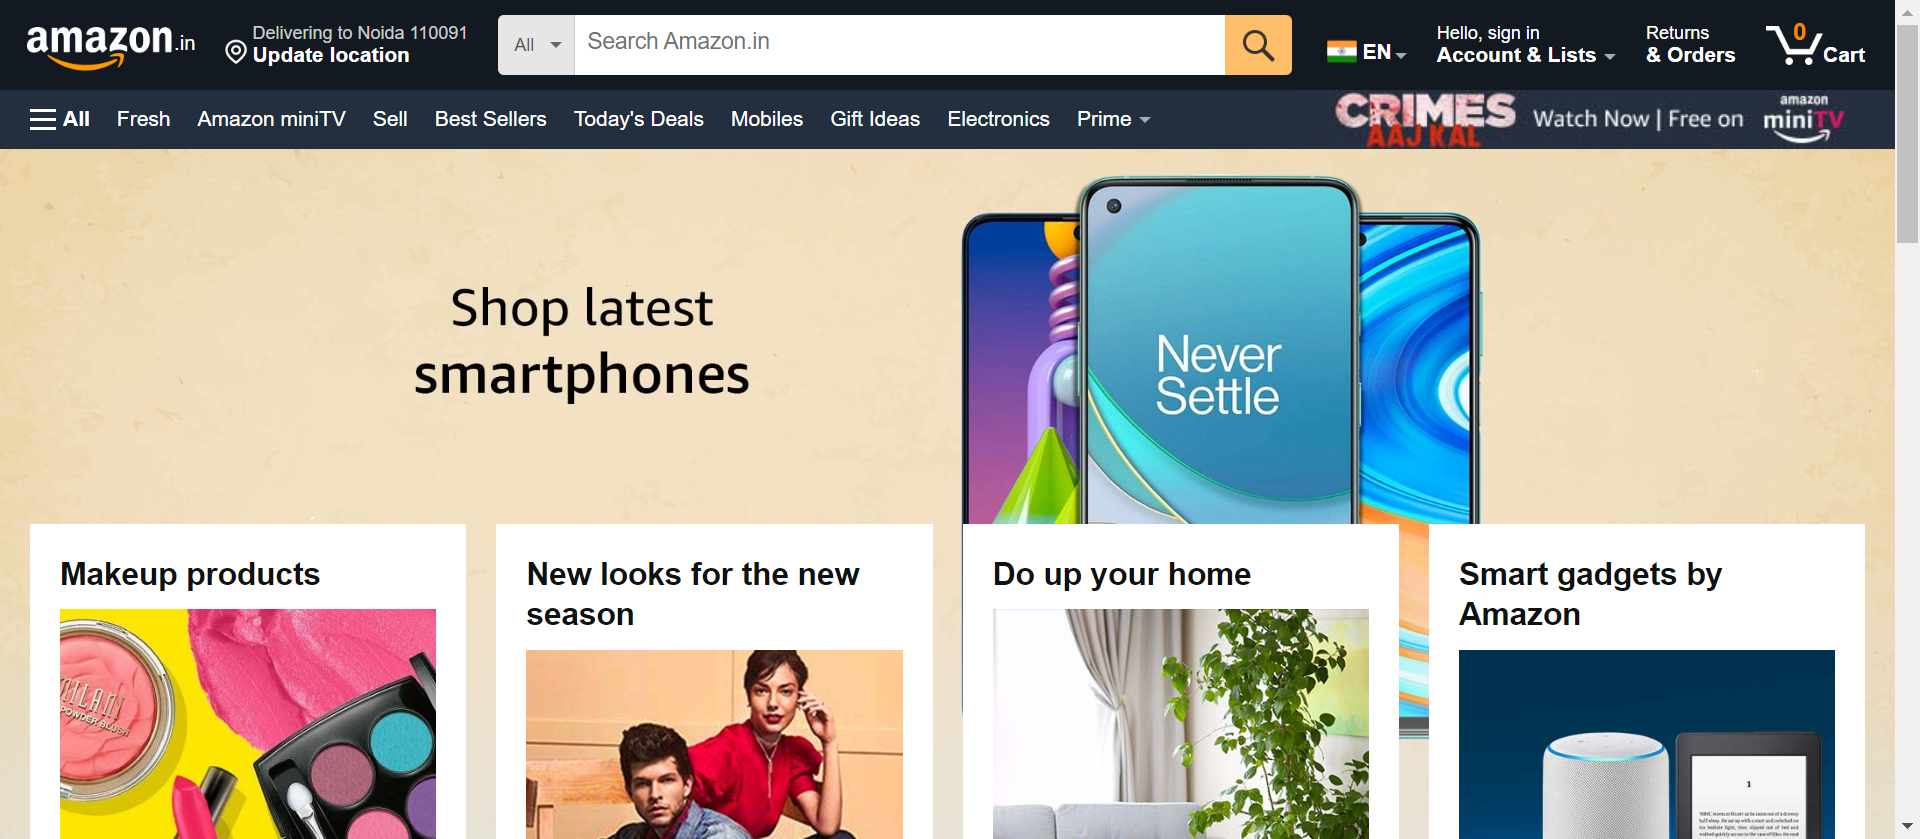 amazon.in
Delivering to Noida 110091
Update location
All
Search Amazon.in
EN
Hello, sign in
Account & Lists
Returns
& Orders
0
Cart
All
Fresh
Amazon miniTV
Sell
Best Sellers
Today's Deals
Mobiles
Gift Ideas
Electronics
Prime
CRIMES
AAJ KAL
Watch Now | Free on
amazon
miniTV
Shop latest
smartphones
Never
Settle
Makeup products
New looks for the new
season
Do up your home
Smart gadgets by
Amazon
MILANI
POWDER BLUSH
1